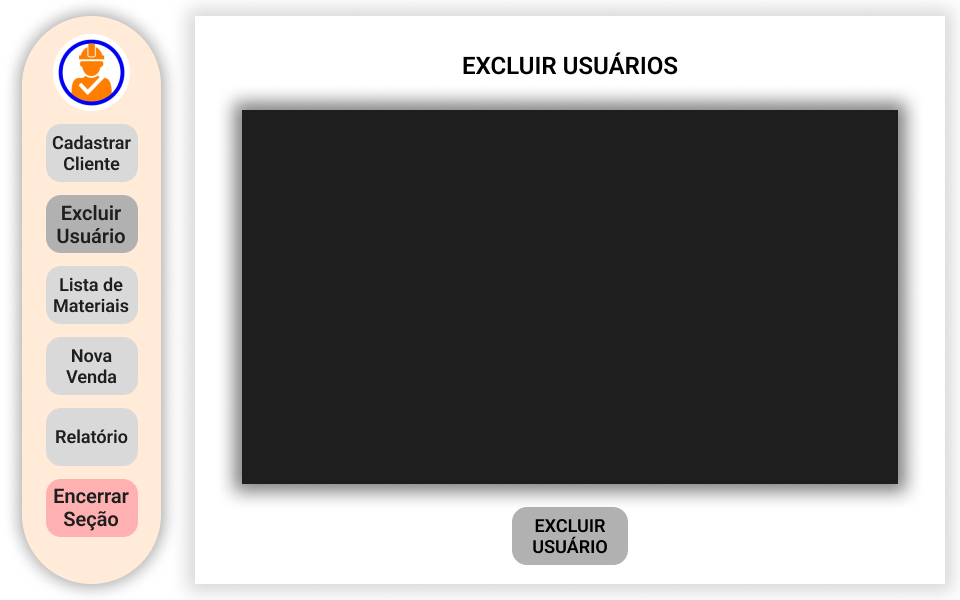 Cadastrar
Cliente
Excluir
Usuário
Lista de
Materiais
Nova
Venda
Relatório
Encerrar
Seção
EXCLUIR USUÁRIOS
EXCLUIR
USUÁRIO